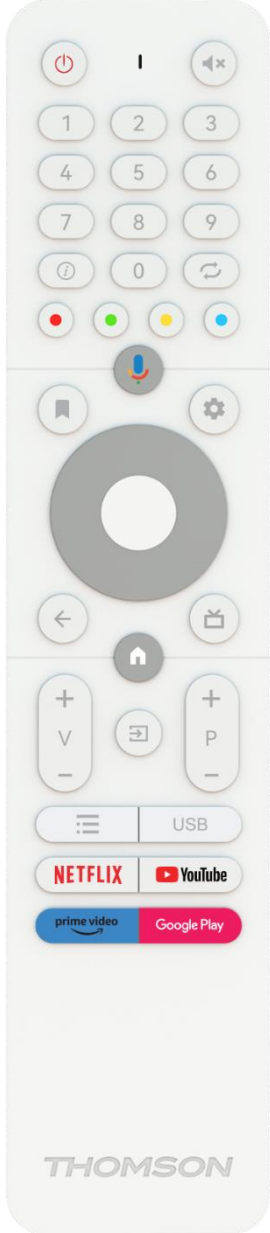 1 2 3
4 5 6
7 8 9
i 0
+ +
V P
− −
USB
NETFLIX YouTube
prime video Google Play
THOMSON